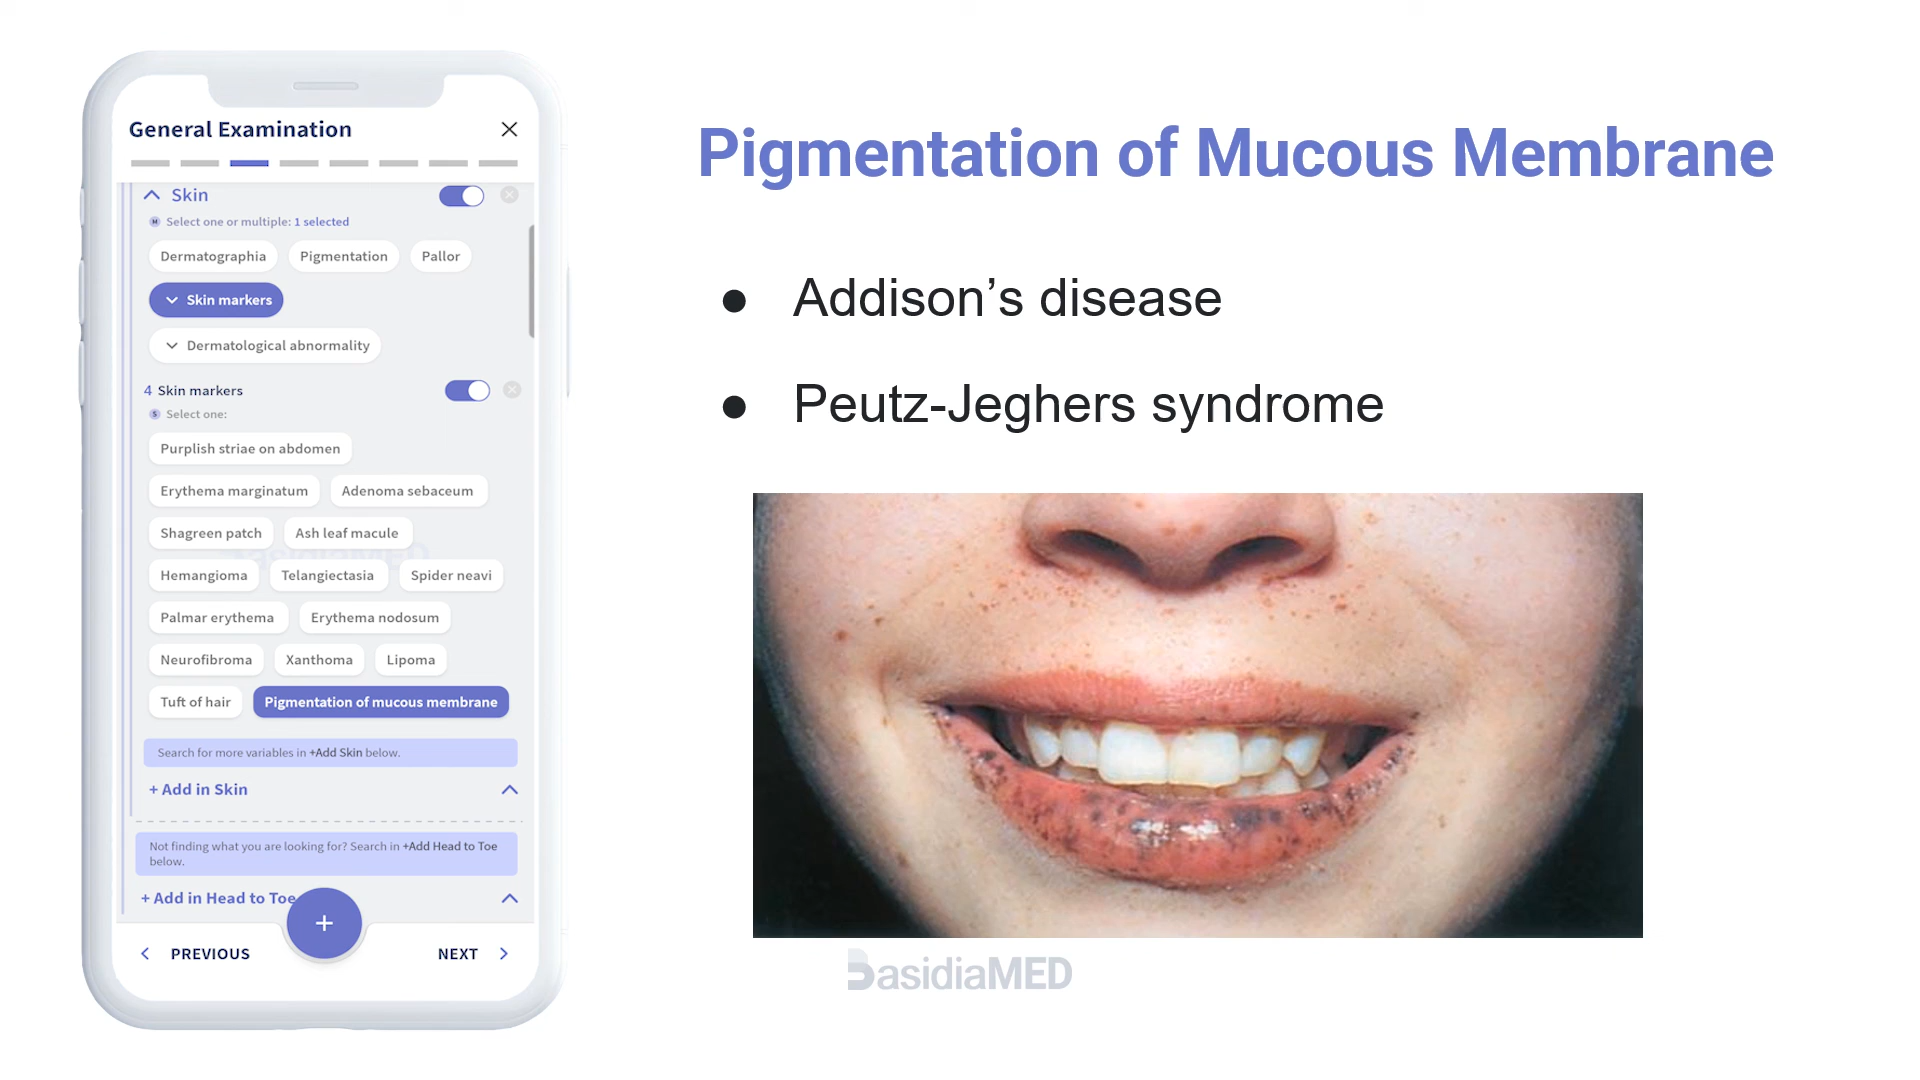 General Examination
Skin
M Select one or multiple: 1 selected
Dermatographia Pigmentation Pallor
Skin markers
Dermatological abnormality
4 Skin markers
S Select one:
Purplish striae on abdomen
Erythema marginatum Adenoma sebaceum
Shagreen patch Ash leaf macule
Hemangioma Telangiectasia Spider neavi
Palmar erythema Erythema nodosum
Neurofibroma Xanthoma Lipoma
Tuft of hair Pigmentation of mucous membrane
Search for more variables in +Add Skin below.
+ Add in Skin
Not finding what you are looking for? Search in +Add Head to Toe
below.
+ Add in Head to Toe
+
PREVIOUS NEXT
Pigmentation of Mucous Membrane
● Addison’s disease
● Peutz-Jeghers syndrome
BasidiaMED